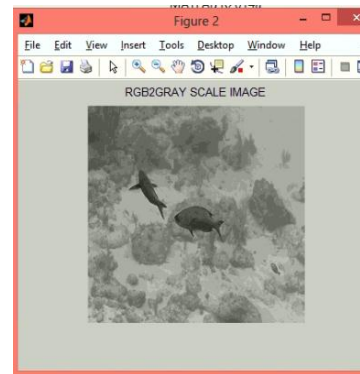 Figure 2
File Edit View Insert Tools Desktop Window Help
RGB2GRAY SCALE IMAGE